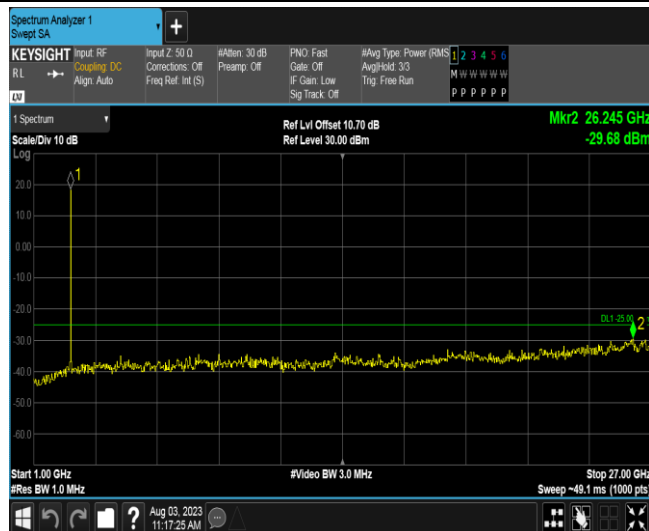 Spectrum Analyzer 1
Swept SA
+
KEYSIGHT
RL
Input: RF
Coupling: DC
Align: Auto
Input Z: 50 Ω
Corrections: Off
Freq Ref: Int (S)
#Atten: 30 dB
Preamp: Off
PNO: Fast
Gate: Off
IF Gain: Low
Sig Track: Off
#Avg Type: Power (RMS
Avg|Hold: 3/3
Trig: Free Run
1 2 3 4 5 6
M W W W W W
P P P P P P
LXI
1 Spectrum
Scale/Div 10 dB
Ref Lvl Offset 10.70 dB
Ref Level 30.00 dBm
Mkr2 26.245 GHz
-29.68 dBm
Log
1
20.0
10.0
0.00
-10.0
-20.0
DL1 -25.00
2
-30.0
-40.0
-50.0
-60.0
Start 1.00 GHz
#Video BW 3.0 MHz
Stop 27.00 GHz
#Res BW 1.0 MHz
Sweep ~49.1 ms (1000 pts)
?
Aug 03, 2023
11:17:25 AM